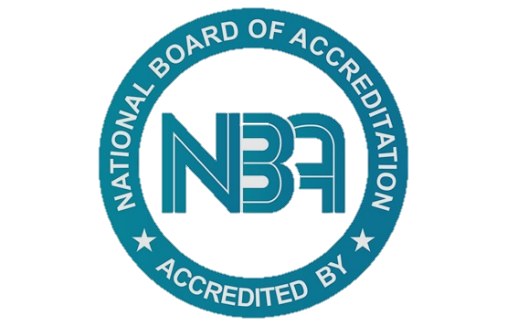 NATIONAL BOARD OF ACCREDITATION
NBA
ACCREDITED BY